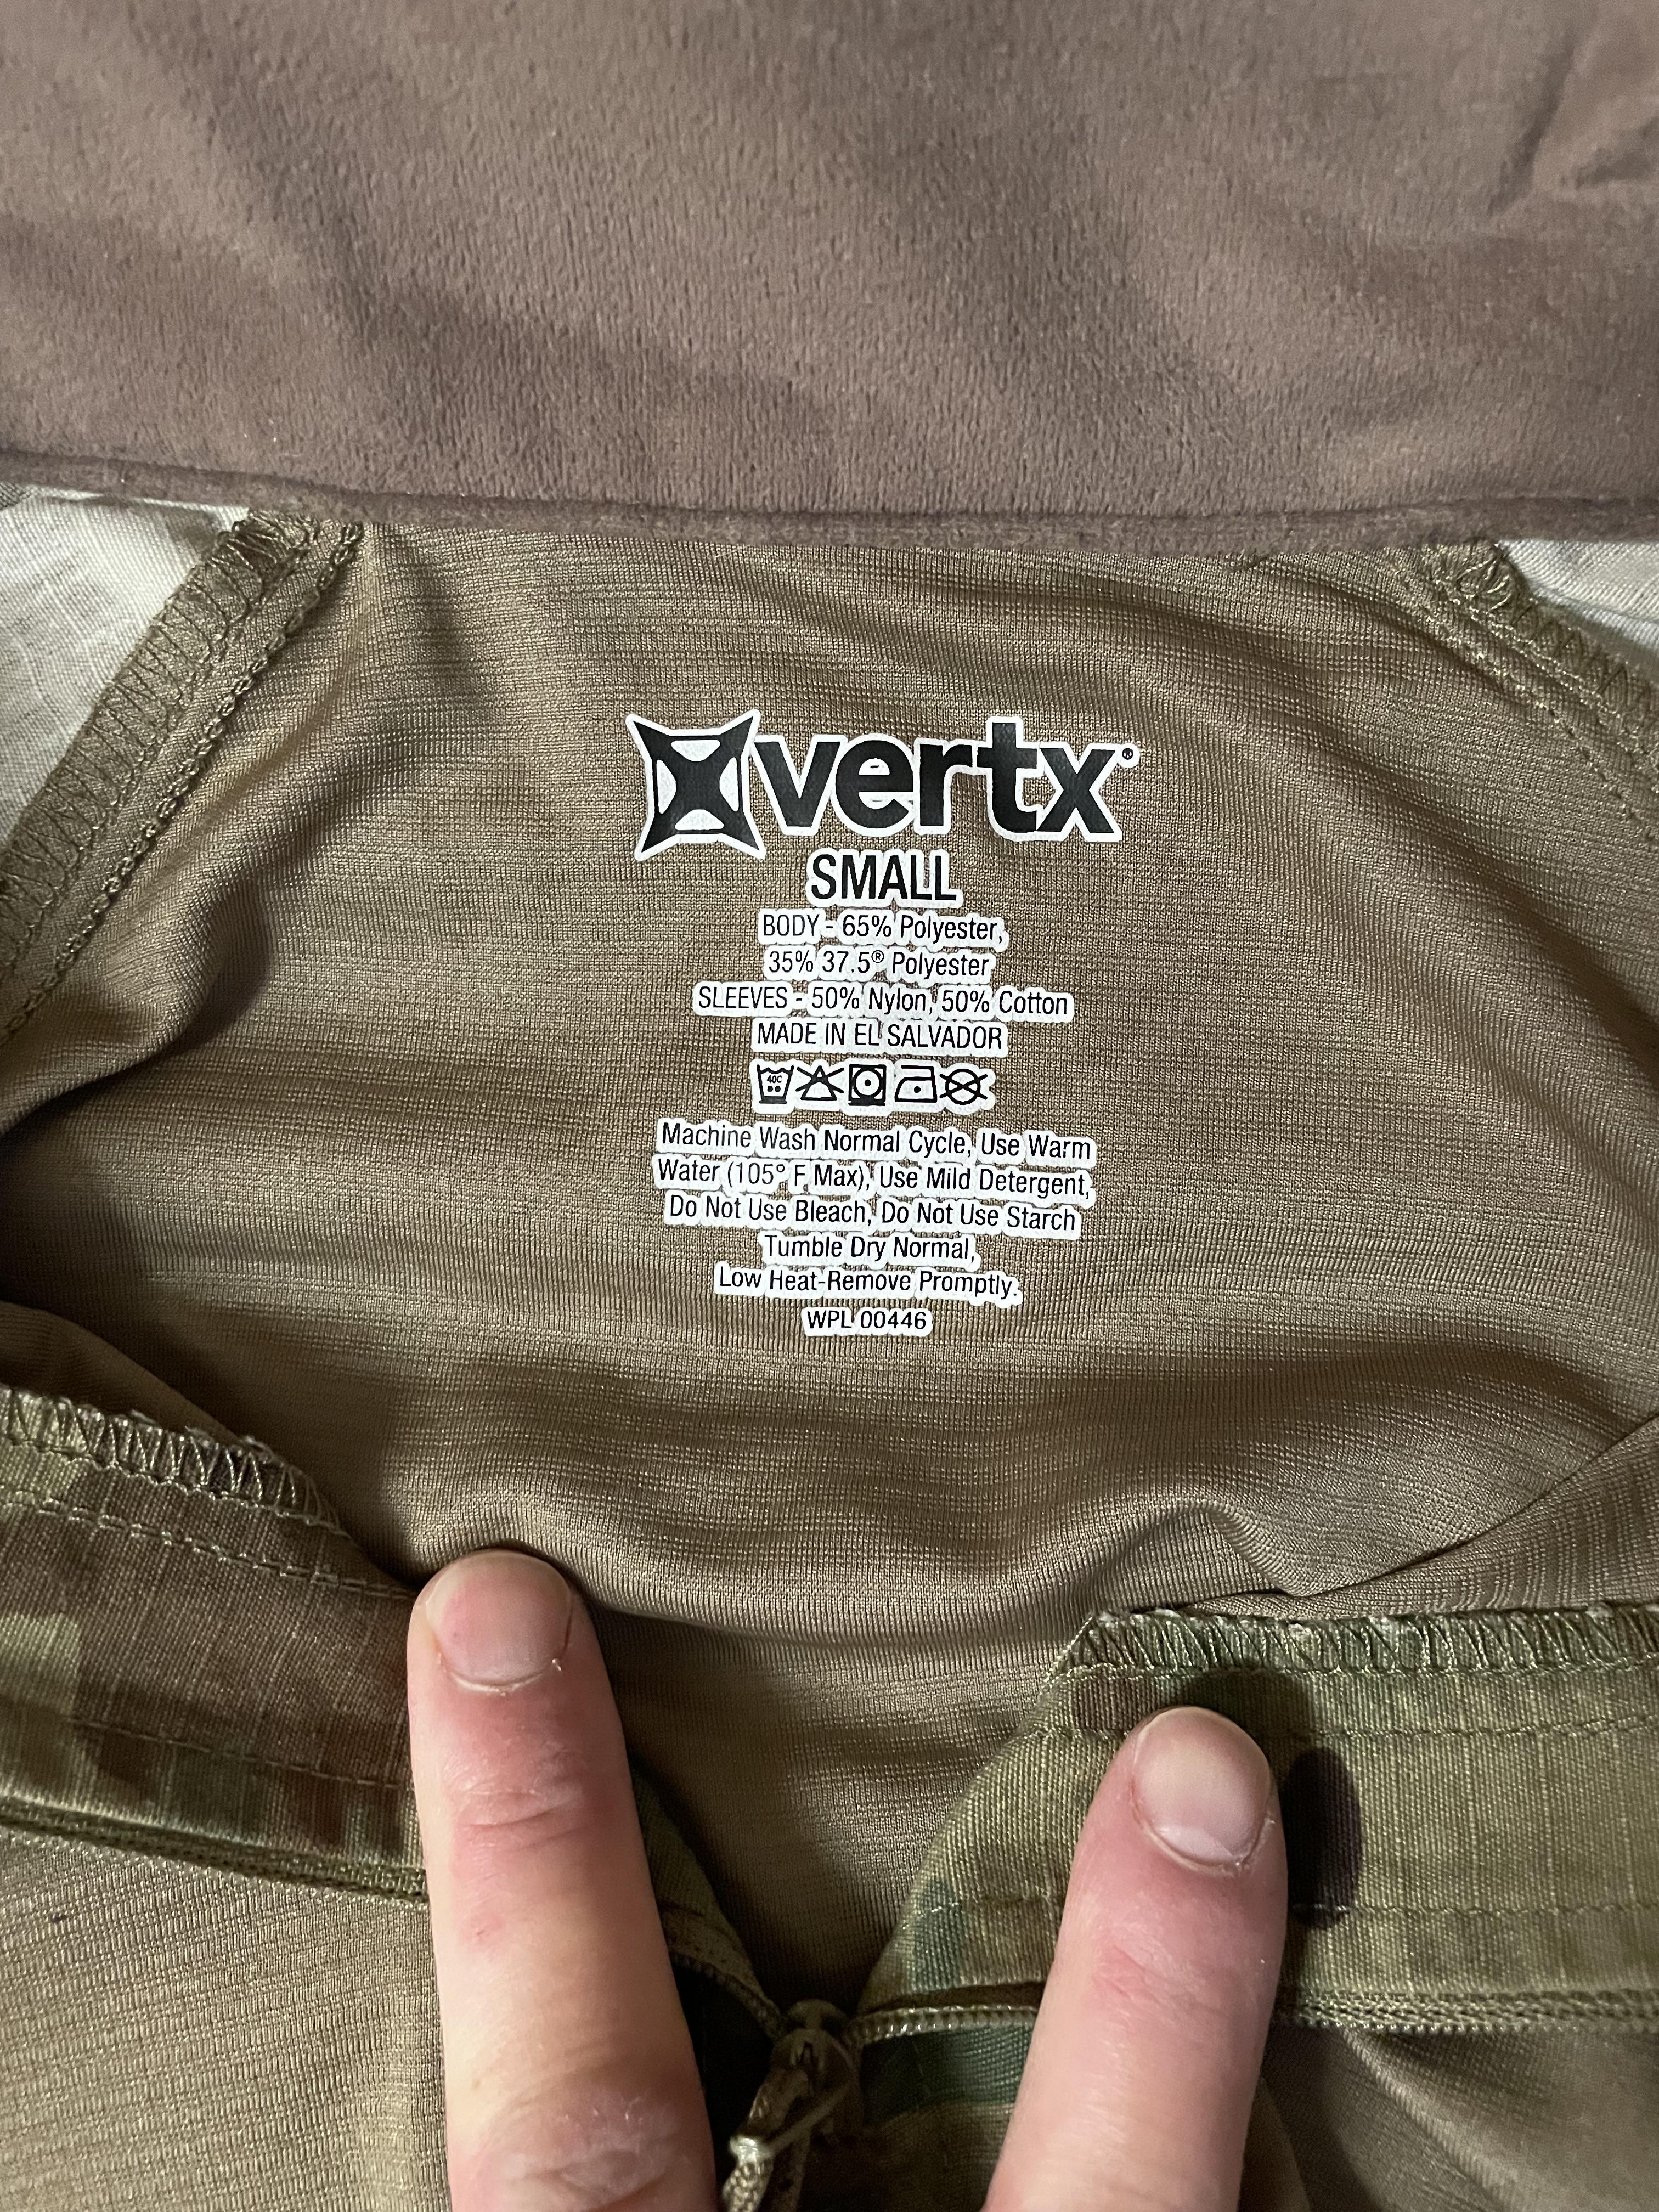 vertx®
SMALL
BODY - 65% Polyester,
35% 37.5® Polyester
SLEEVES - 50% Nylon, 50% Cotton
MADE IN EL SALVADOR
40C
Machine Wash Normal Cycle, Use Warm
Water (105° F Max), Use Mild Detergent,
Do Not Use Bleach, Do Not Use Starch
Tumble Dry Normal,
Low Heat-Remove Promptly.
WPL 00446